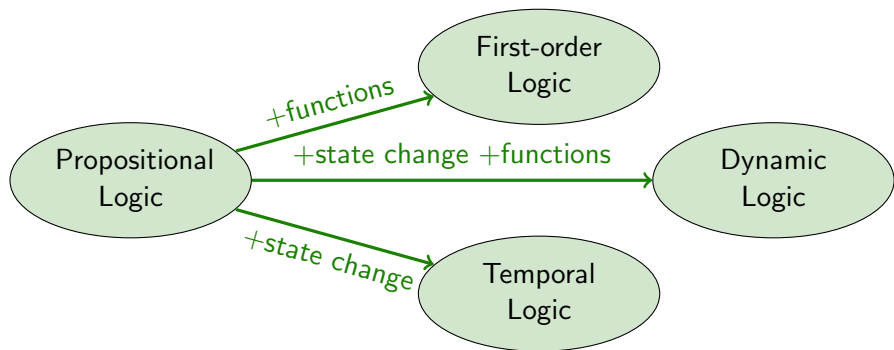 First-order
Logic
+functions
+state change +functions
Propositional
Logic
Dynamic
Logic
+state change
Temporal
Logic